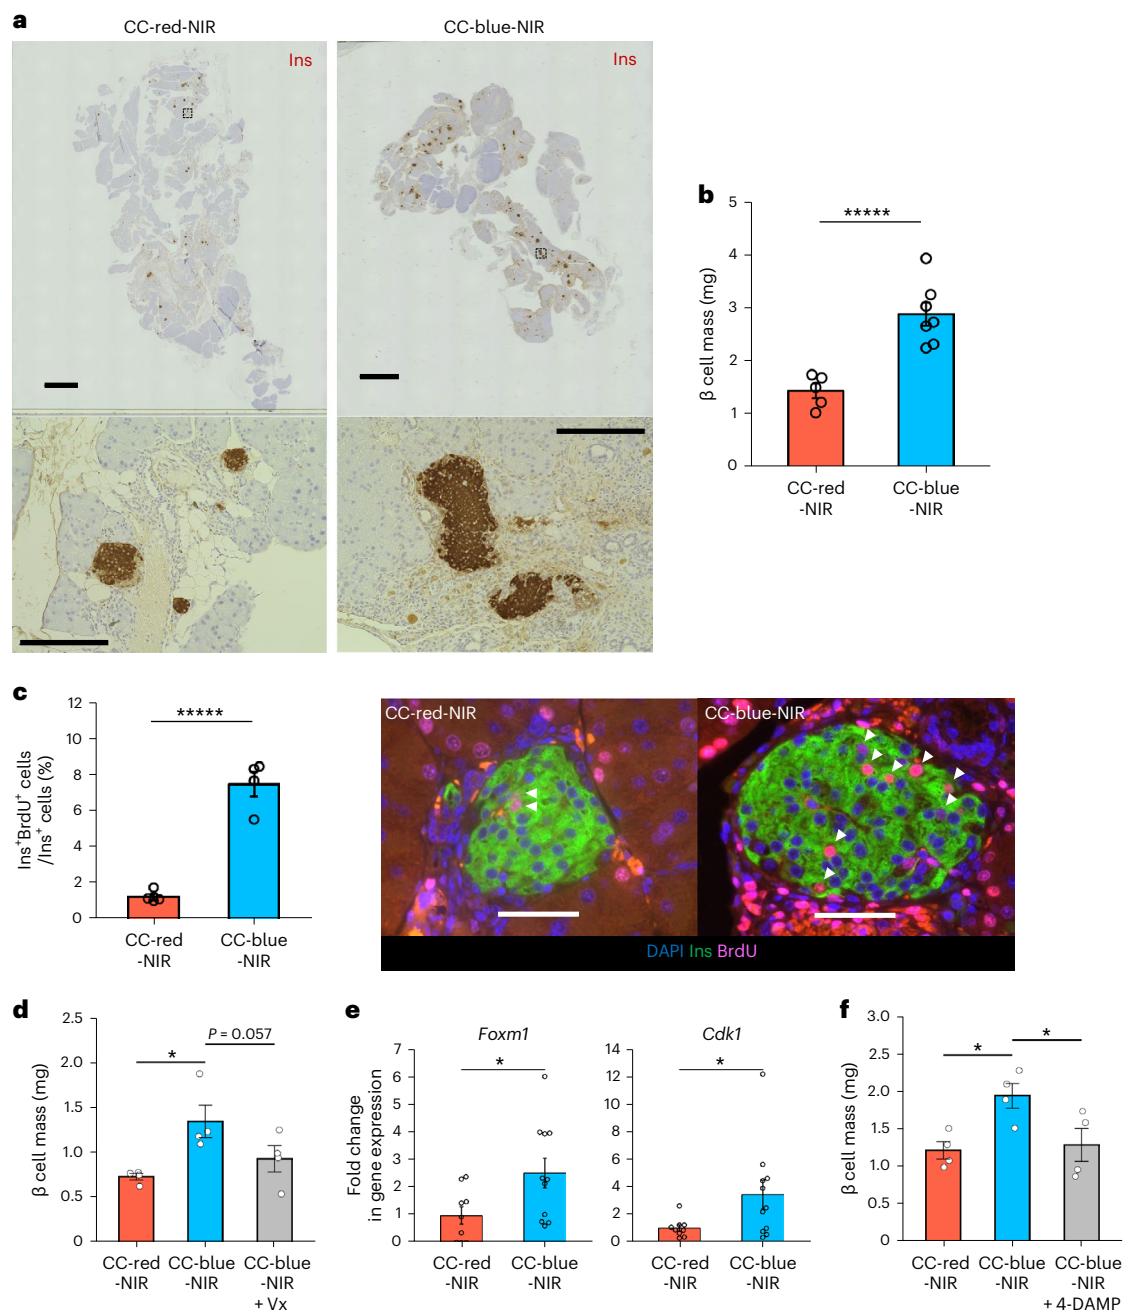 a
CC-red-NIR
CC-blue-NIR
Ins
Ins
b
5
4
3
2
1
0
β cell mass (mg)
*****
CC-red
-NIR
CC-blue
-NIR
c
12
10
8
6
4
2
0
Ins⁺BrdU⁺ cells
/Ins⁺ cells (%)
*****
CC-red
-NIR
CC-blue
-NIR
CC-red-NIR
CC-blue-NIR
DAPI Ins BrdU
d
2.5
2.0
1.5
1.0
0.5
0
β cell mass (mg)
*
P = 0.057
CC-red
-NIR
CC-blue
-NIR
CC-blue
-NIR
+ Vx
e
Foxm1
7
6
5
4
3
2
1
0
Fold change
in gene expression
*
CC-red
-NIR
CC-blue
-NIR
Cdk1
14
12
10
8
6
4
2
0
*
CC-red
-NIR
CC-blue
-NIR
f
3.0
2.5
2.0
1.5
1.0
0.5
0
β cell mass (mg)
*
*
CC-red
-NIR
CC-blue
-NIR
CC-blue
-NIR
+ 4-DAMP